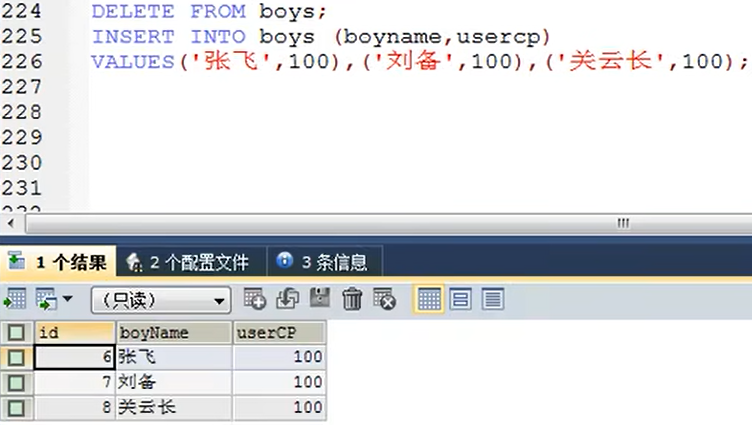 224 DELETE FROM boys;
225 INSERT INTO boys (boyname,usercp)
226 VALUES('张飞',100),('刘备',100),('关云长',100);
227
228
229
230
231
1 个结果 2 个配置文件 3 条信息
（只读）
id boyName userCP
6 张飞 100
7 刘备 100
8 关云长 100